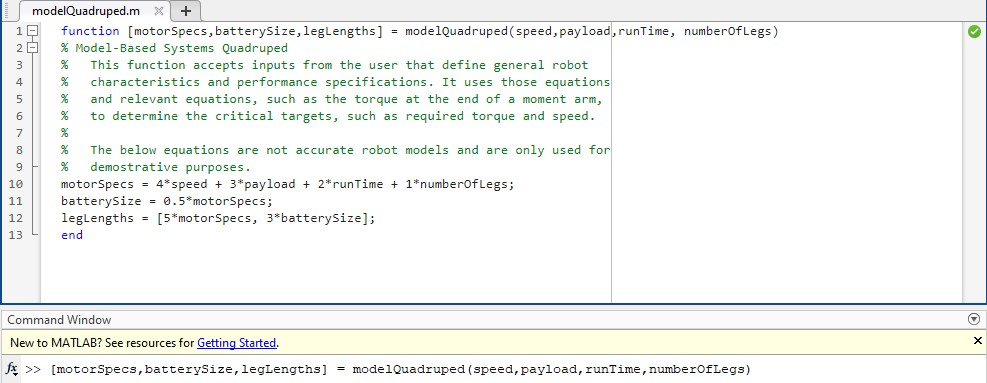 modelQuadruped.m × +
1 function [motorSpecs,batterySize,legLengths] = modelQuadruped(speed,payload,runTime, numberOfLegs)
2 % Model-Based Systems Quadruped
3 % This function accepts inputs from the user that define general robot
4 % characteristics and performance specifications. It uses those equations
5 % and relevant equations, such as the torque at the end of a moment arm,
6 % to determine the critical targets, such as required torque and speed.
7 %
8 % The below equations are not accurate robot models and are only used for
9 % demostrative purposes.
10 motorSpecs = 4*speed + 3*payload + 2*runTime + 1*numberOfLegs;
11 batterySize = 0.5*motorSpecs;
12 legLengths = [5*motorSpecs, 3*batterySize];
13 end
Command Window
New to MATLAB? See resources for Getting Started. ×
fx >> [motorSpecs,batterySize,legLengths] = modelQuadruped(speed,payload,runTime,numberOfLegs)